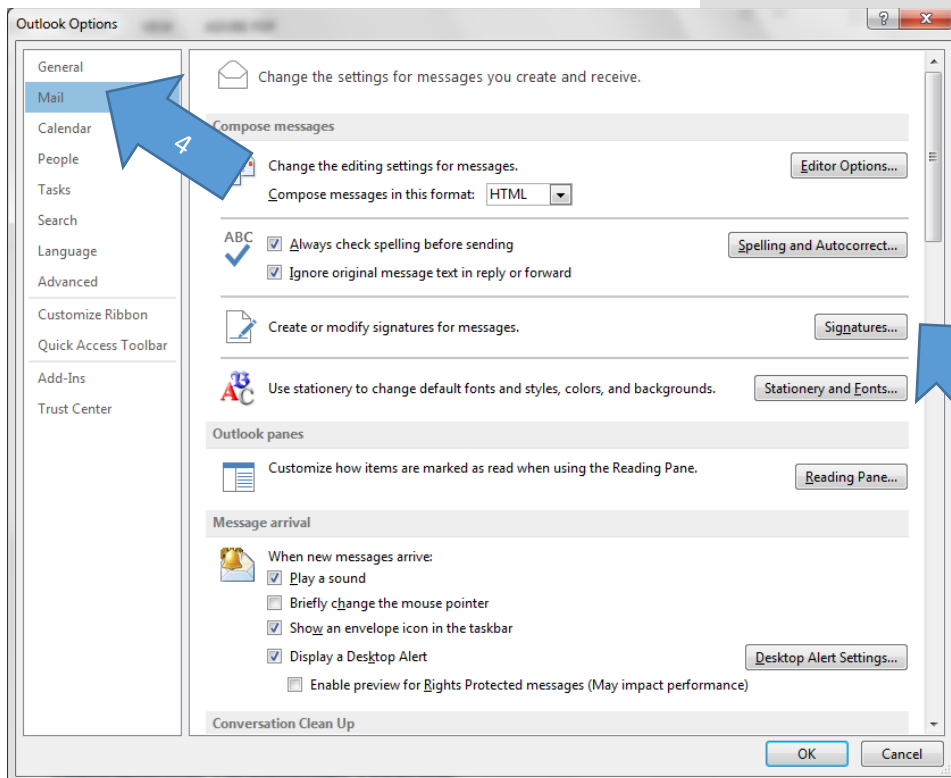 Outlook Options
General
Mail
Calendar
People
Tasks
Search
Language
Advanced
Customize Ribbon
Quick Access Toolbar
Add-Ins
Trust Center
4
Change the settings for messages you create and receive.
Compose messages
Change the editing settings for messages.
Editor Options...
Compose messages in this format: HTML
ABC
Always check spelling before sending
Spelling and Autocorrect...
Ignore original message text in reply or forward
Create or modify signatures for messages.
Signatures...
Use stationery to change default fonts and styles, colors, and backgrounds.
Stationery and Fonts...
Outlook panes
Customize how items are marked as read when using the Reading Pane.
Reading Pane...
Message arrival
When new messages arrive:
Play a sound
Briefly change the mouse pointer
Show an envelope icon in the taskbar
Display a Desktop Alert
Desktop Alert Settings...
Enable preview for Rights Protected messages (May impact performance)
Conversation Clean Up
OK
Cancel